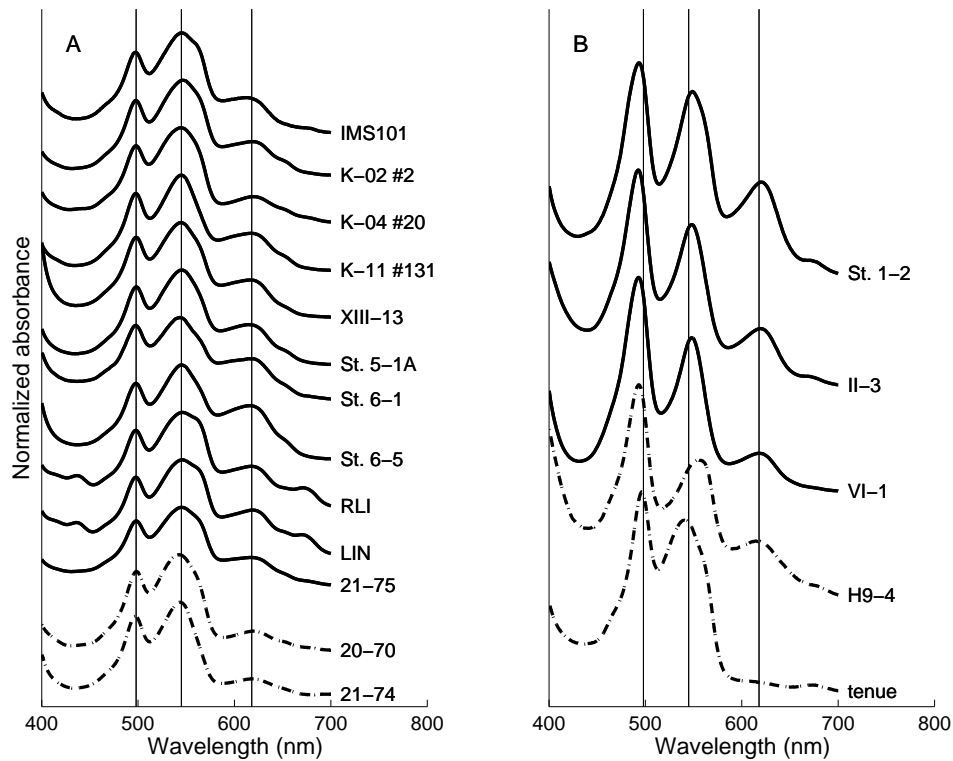 A
IMS101
K−02 #2
K−04 #20
K−11 #131
XIII−13
St. 5−1A
St. 6−1
St. 6−5
RLI
LIN
21−75
20−70
21−74
Normalized absorbance
400 500 600 700 800
Wavelength (nm)
B
St. 1−2
II−3
VI−1
H9−4
tenue
400 500 600 700 800
Wavelength (nm)